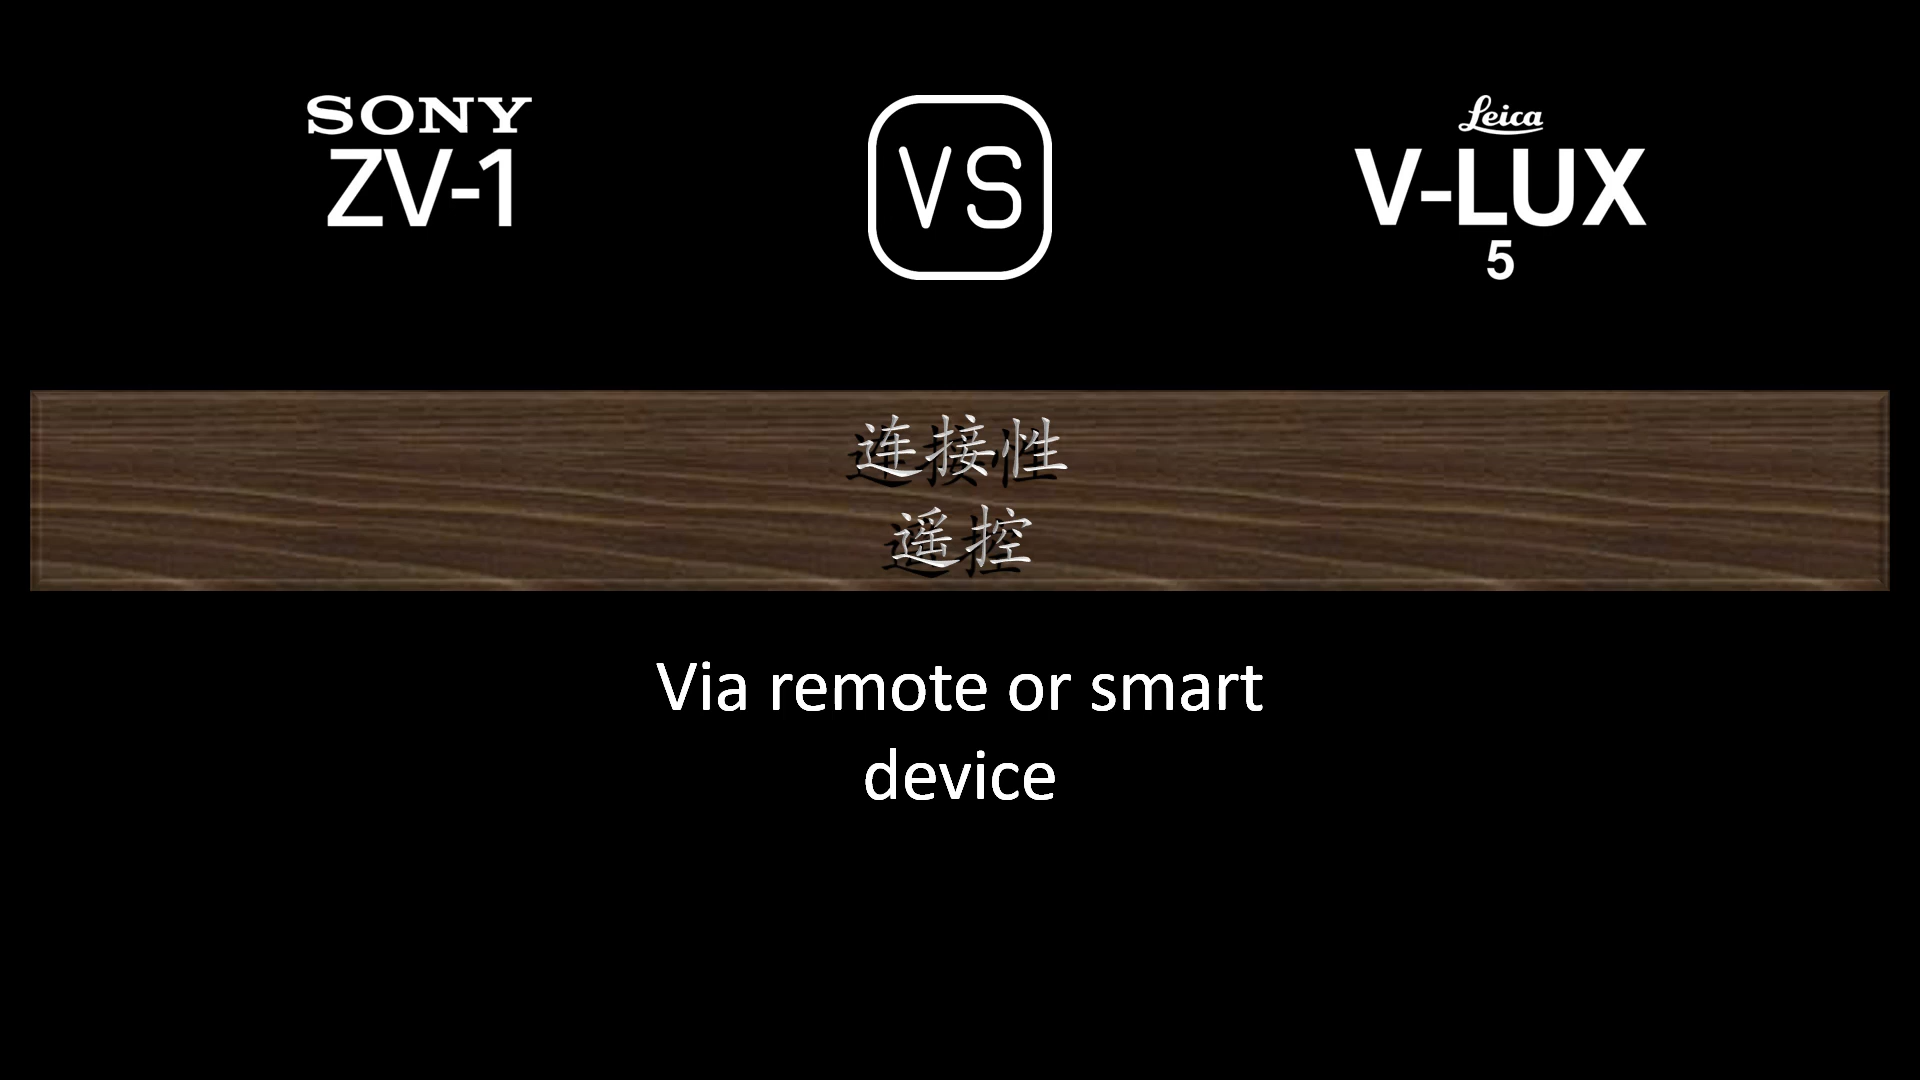 SONY
ZV-1
VS
Leica
V-LUX
5
连接性
遥控
Via remote or smart
device